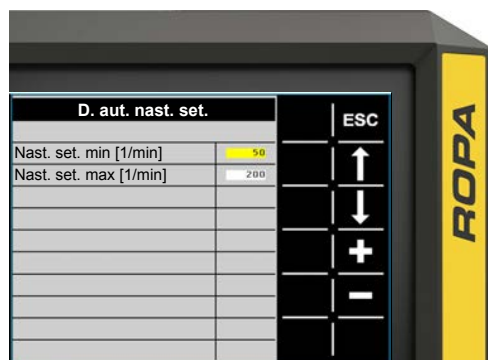 D. aut. nast. set.
ESC
Nast. set. min [1/min] 50
Nast. set. max [1/min] 200
ROPA